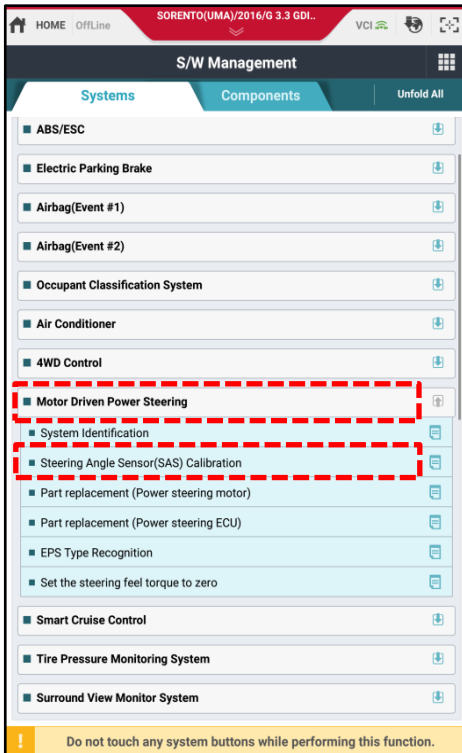 HOME OffLine
SORENTO(UMA)/2016/G 3.3 GDI..
VCI
S/W Management
Systems
Components
Unfold All
ABS/ESC
Electric Parking Brake
Airbag(Event #1)
Airbag(Event #2)
Occupant Classification System
Air Conditioner
4WD Control
Motor Driven Power Steering
System Identification
Steering Angle Sensor(SAS) Calibration
Part replacement (Power steering motor)
Part replacement (Power steering ECU)
EPS Type Recognition
Set the steering feel torque to zero
Smart Cruise Control
Tire Pressure Monitoring System
Surround View Monitor System
! Do not touch any system buttons while performing this function.